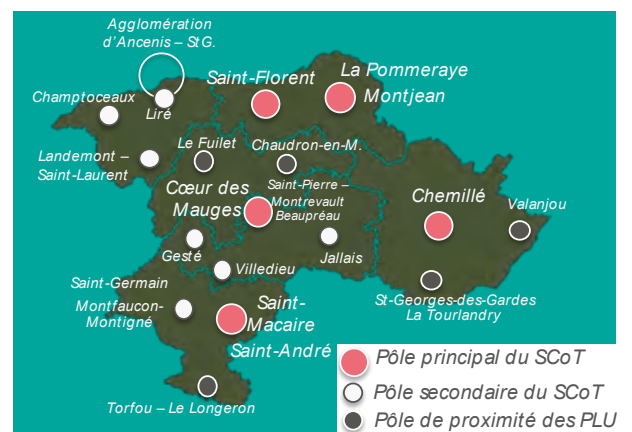 Agglomération
d'Ancenis – St G.
Saint-Florent
La Pommeraye
Montjean
Champtoceaux
Liré
Le Fuilet
Chaudron-en-M.
Landemont –
Saint-Laurent
Cœur des
Mauges
Saint-Pierre –
Montrevault
Beaupréau
Chemillé
Valanjou
Gesté
Jallais
Villedieu
Saint-Germain
Montfaucon-
Montigné
Saint-
Macaire
Saint-André
St-Georges-des-Gardes
La Tourlandry
Torfou – Le Longeron
Pôle principal du SCoT
Pôle secondaire du SCoT
Pôle de proximité des PLU